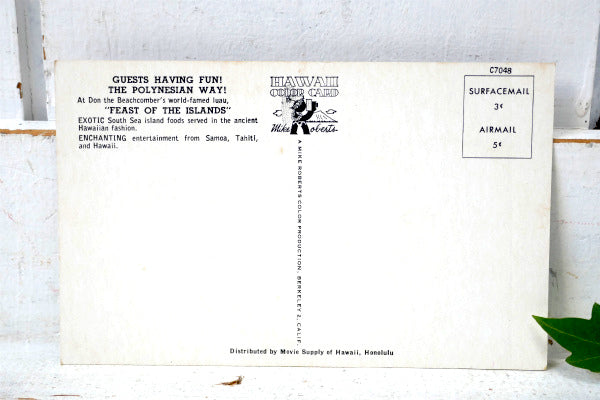 GUESTS HAVING FUN!
THE POLYNESIAN WAY!
At Don the Beachcomber's world-famed luau,
"FEAST OF THE ISLANDS"
EXOTIC South Sea island foods served in the ancient
Hawaiian fashion.
ENCHANTING entertainment from Samoa, Tahiti,
and Hawaii.
HAWAII
COLOR CARD
Mike Roberts
A MIKE ROBERTS COLOR PRODUCTION, BERKELEY 2, CALIF.
C7048
SURFACEMAIL
3¢
AIRMAIL
5¢
Distributed by Movie Supply of Hawaii, Honolulu